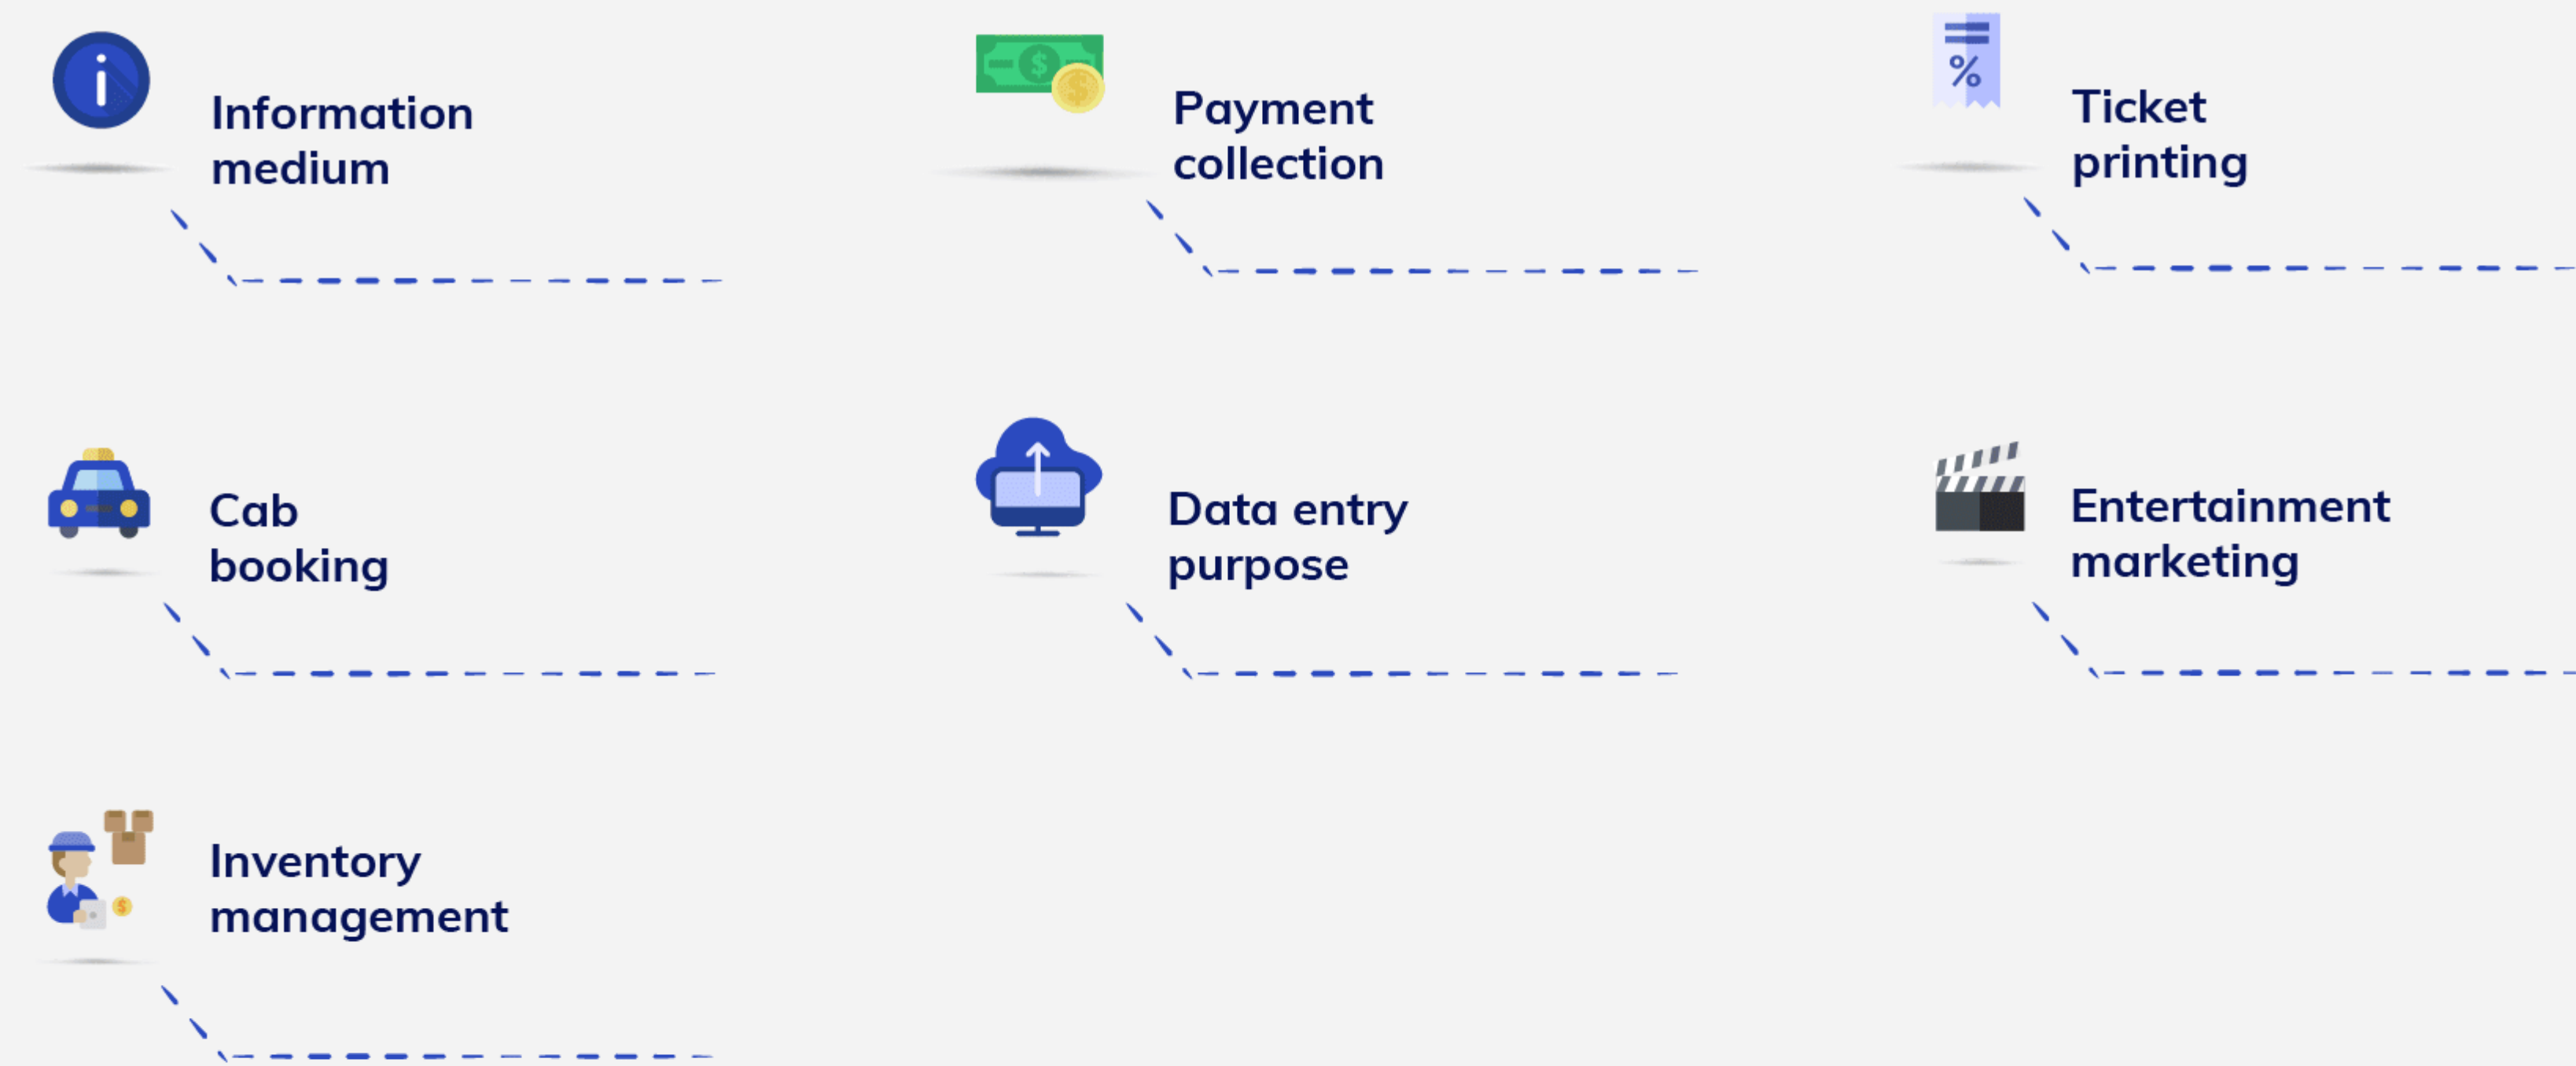 Information
medium
Payment
collection
Ticket
printing
Cab
booking
Data entry
purpose
Entertainment
marketing
Inventory
management